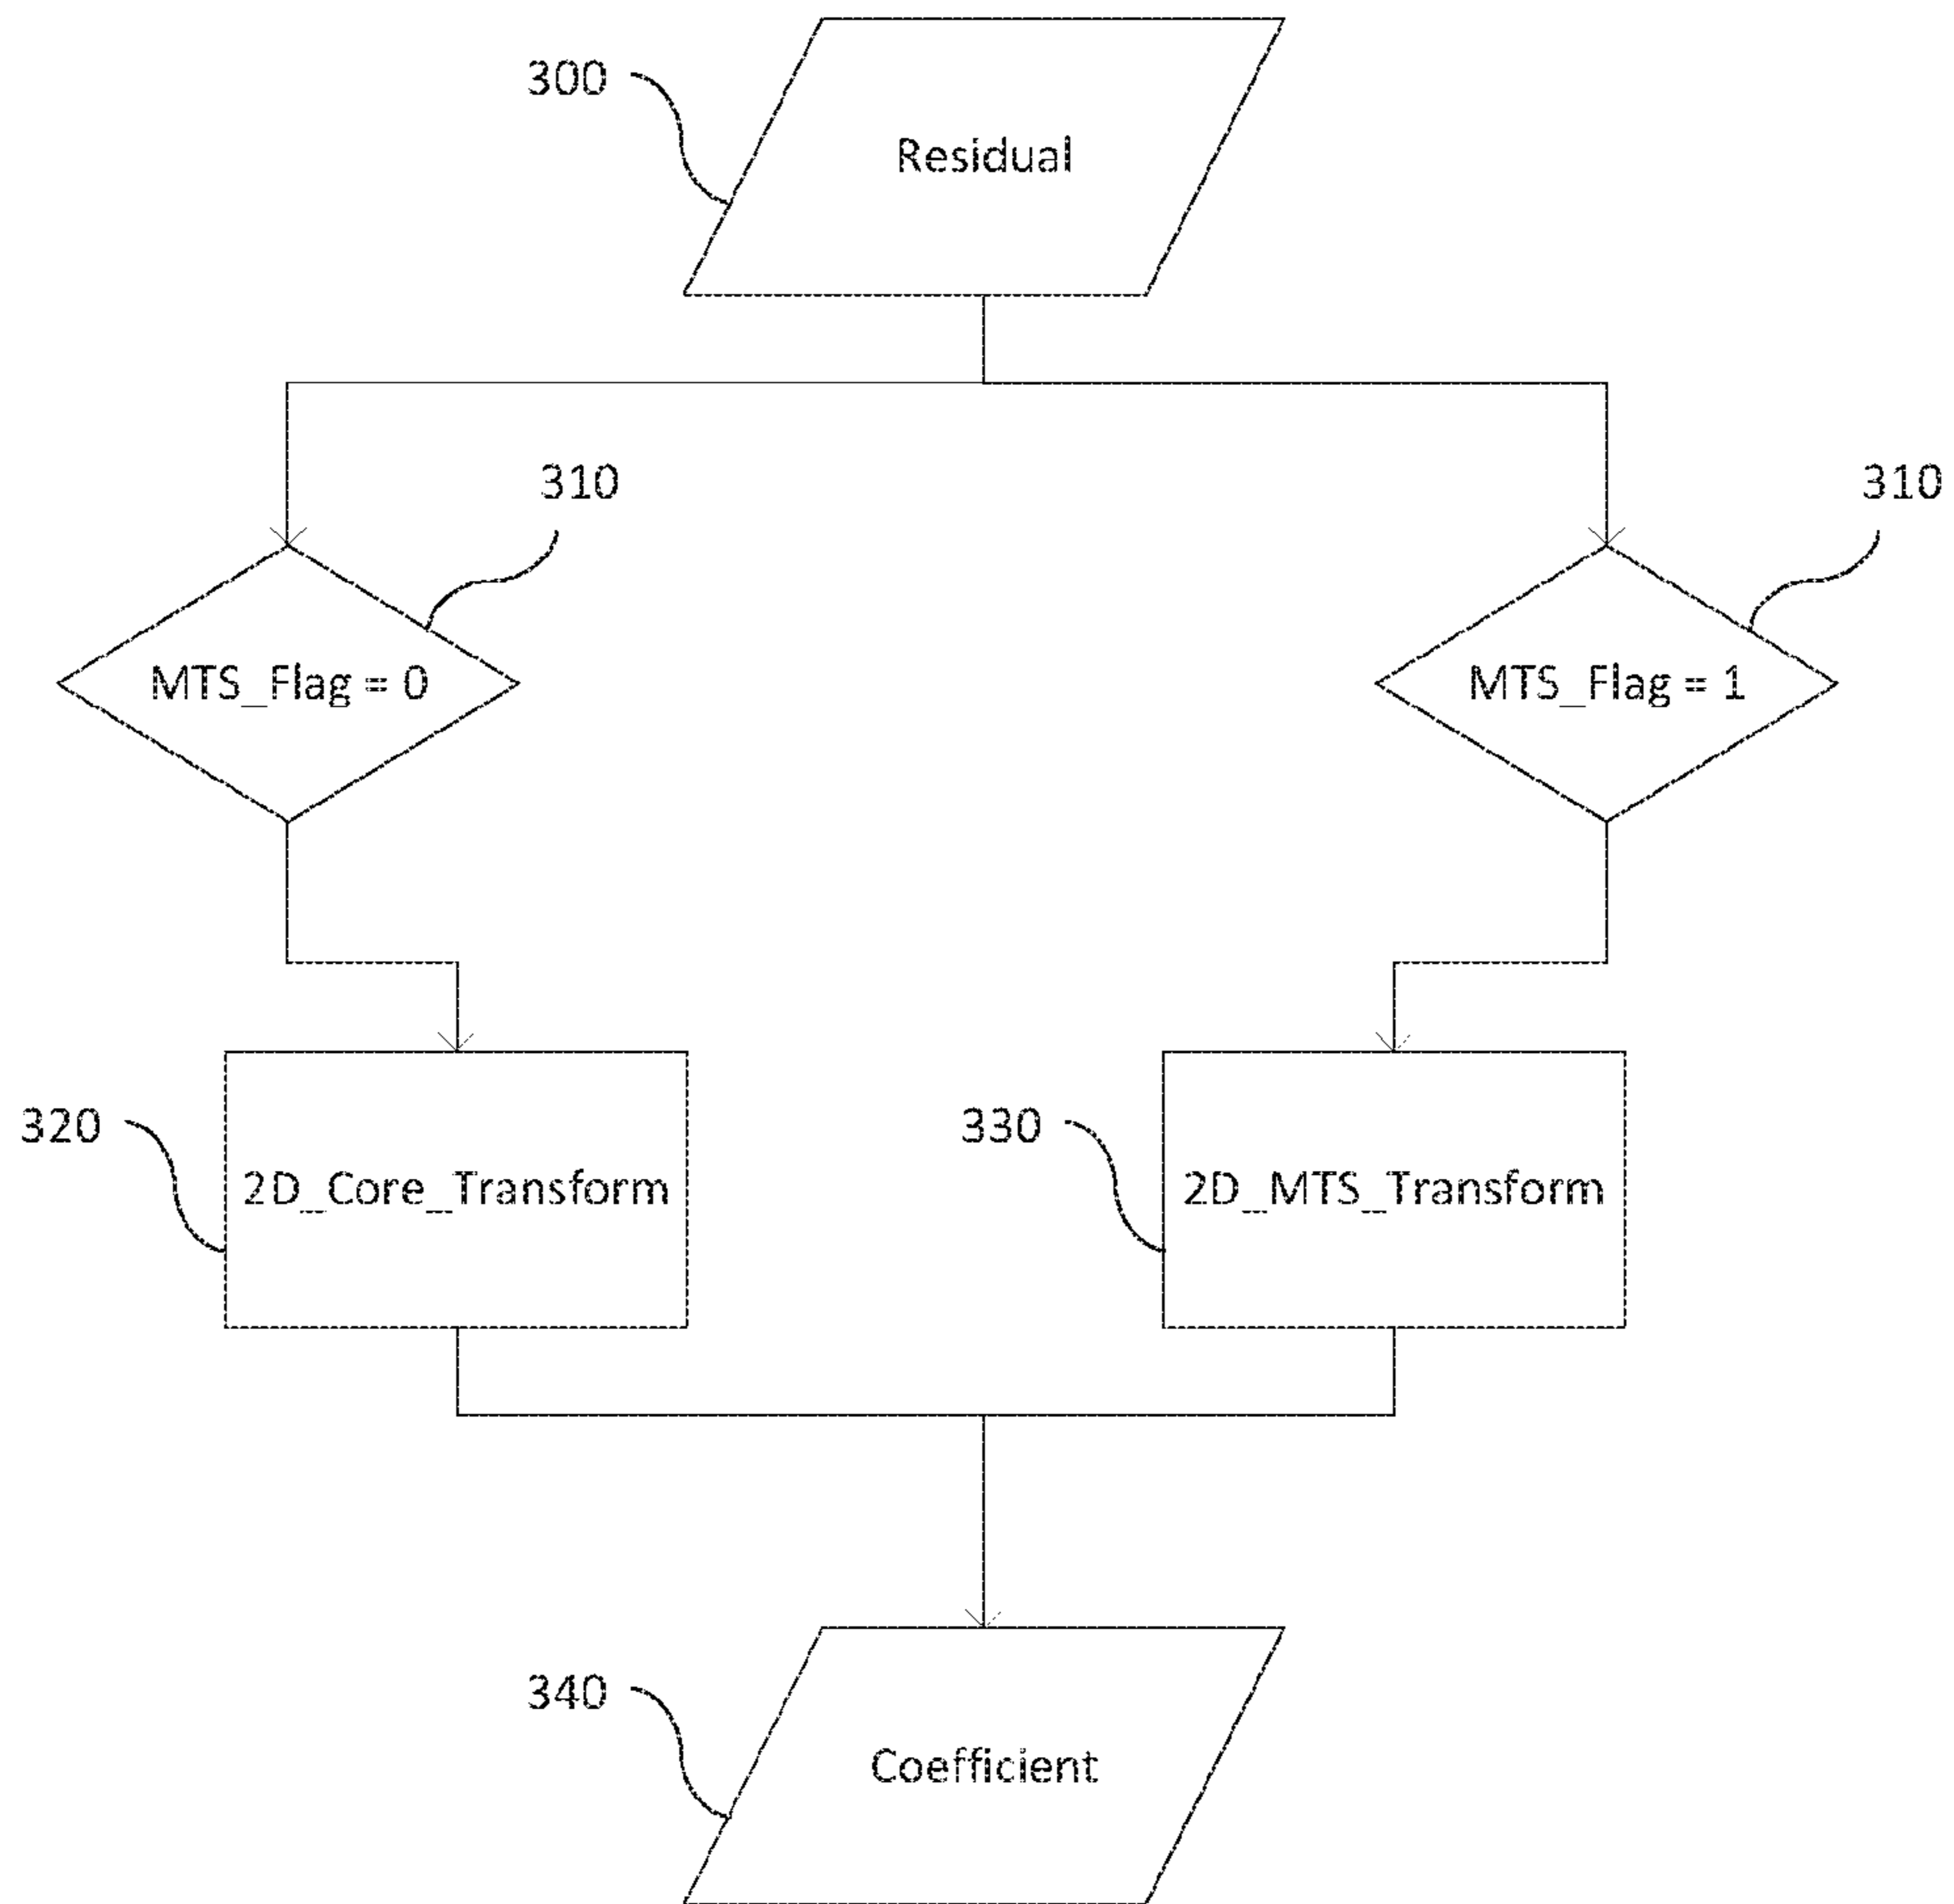 300
Residual
310
310
MTS_Flag = 0
MTS_Flag = 1
320
330
2D_Core_Transform
2D_MTS_Transform
340
Coefficient